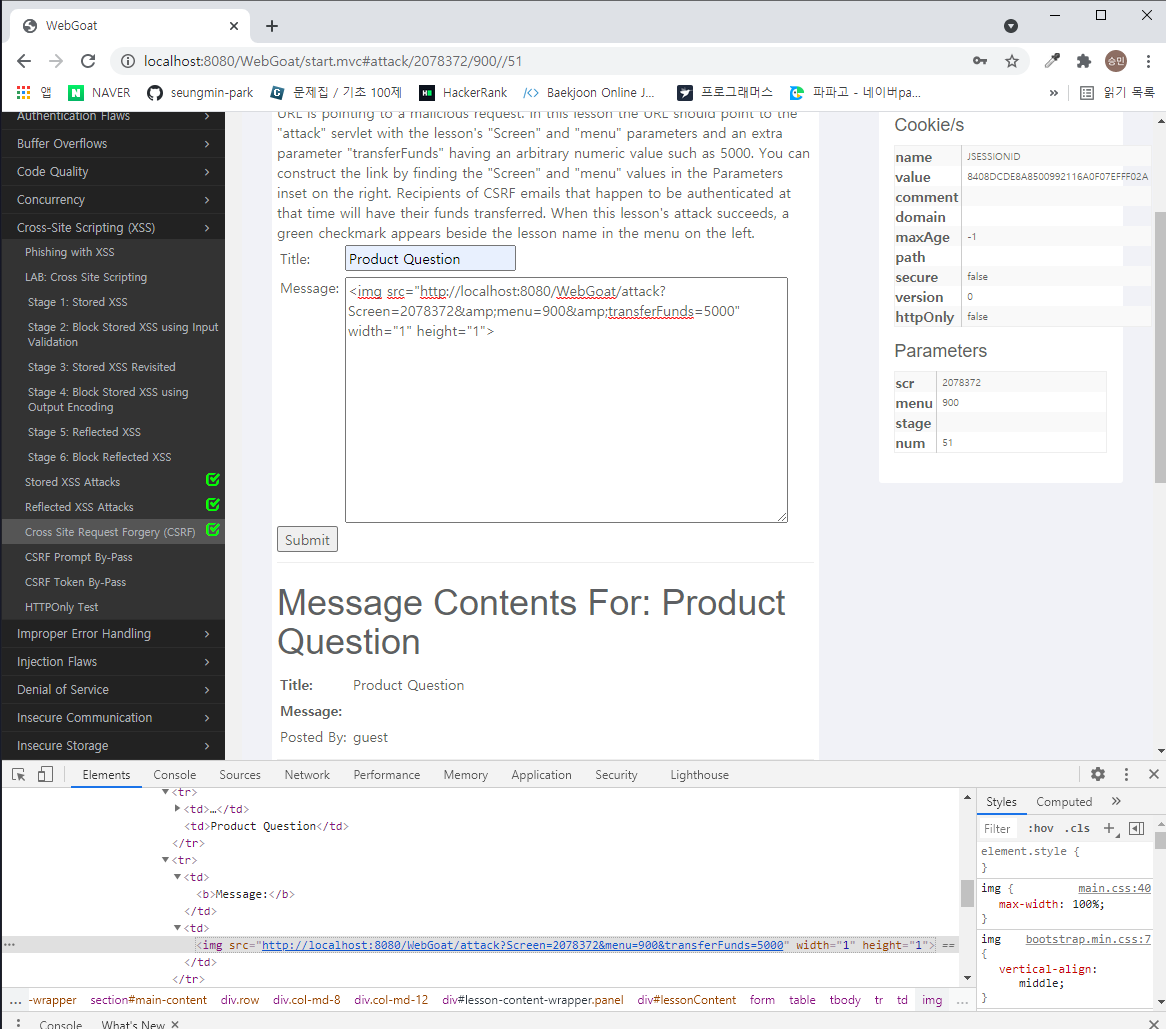 WebGoat
localhost:8080/WebGoat/start.mvc#attack/2078372/900//51
승민
앱 NAVER seungmin-park 문제집 / 기초 100제 HackerRank </> Baekjoon Online J... 프로그래머스 파파고 - 네이버pa... » 읽기 목록
Authentication Flaws
Buffer Overflows
Code Quality
Concurrency
Cross-Site Scripting (XSS)
Phishing with XSS
LAB: Cross Site Scripting
Stage 1: Stored XSS
Stage 2: Block Stored XSS using Input
Validation
Stage 3: Stored XSS Revisited
Stage 4: Block Stored XSS using
Output Encoding
Stage 5: Reflected XSS
Stage 6: Block Reflected XSS
Stored XSS Attacks
Reflected XSS Attacks
Cross Site Request Forgery (CSRF)
CSRF Prompt By-Pass
CSRF Token By-Pass
HTTPOnly Test
Improper Error Handling
Injection Flaws
Denial of Service
Insecure Communication
Insecure Storage
URL is pointing to a malicious request. In this lesson the URL should point to the
"attack" servlet with the lesson's "Screen" and "menu" parameters and an extra
parameter "transferFunds" having an arbitrary numeric value such as 5000. You can
construct the link by finding the "Screen" and "menu" values in the Parameters
inset on the right. Recipients of CSRF emails that happen to be authenticated at
that time will have their funds transferred. When this lesson's attack succeeds, a
green checkmark appears beside the lesson name in the menu on the left.
Title: Product Question
Message: <img src="http://localhost:8080/WebGoat/attack?
Screen=2078372&amp;menu=900&amp;transferFunds=5000"
width="1" height="1">
Submit
Message Contents For: Product
Question
Title: Product Question
Message:
Posted By: guest
Cookie/s
name JSESSIONID
value 8408DCDE8A8500992116A0F07EFFF02A
comment
domain
maxAge -1
path
secure false
version 0
httpOnly false
Parameters
scr 2078372
menu 900
stage
num 51
Elements Console Sources Network Performance Memory Application Security Lighthouse
<tr>
<td>…</td>
<td>Product Question</td>
</tr>
<tr>
<td>
<b>Message:</b>
</td>
<td>
<img src="http://localhost:8080/WebGoat/attack?Screen=2078372&menu=900&transferFunds=5000" width="1" height="1"> ==
</td>
</tr>
... -wrapper section#main-content div.row div.col-md-8 div.col-md-12 div#lesson-content-wrapper.panel div#lessonContent form table tbody tr td img ...
Styles Computed »
Filter :hov .cls +
element.style {
}
img { main.css:40
max-width: 100%;
}
img bootstrap.min.css:7
{
vertical-align:
middle;
}
Console What's New